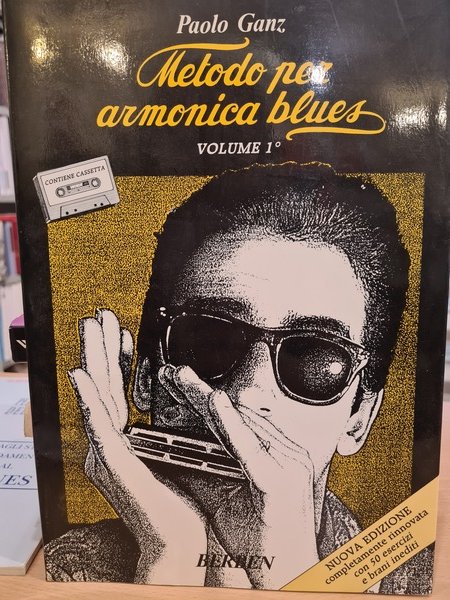 Paolo Ganz
Metodo per
armonica blues
VOLUME 1°
CONTIENE CASSETTA
NUOVA EDIZIONE
completamente rinnovata
con 50 esercizi
e brani inediti
BERBEN